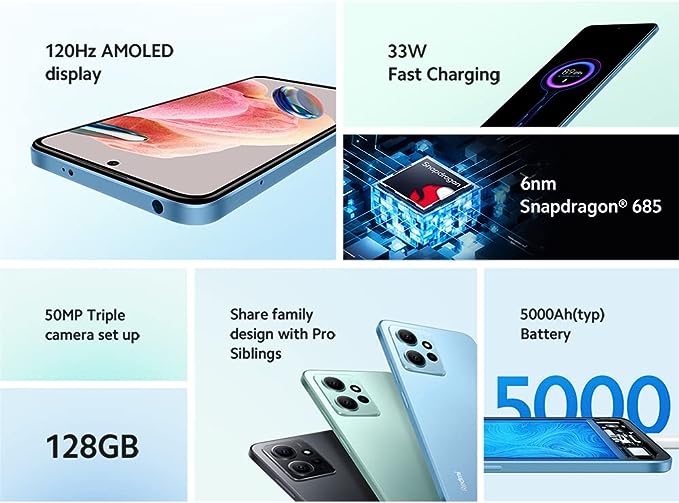 120Hz AMOLED
display
33W
Fast Charging
Snapdragon
6nm
Snapdragon® 685
50MP Triple
camera set up
128GB
Share family
design with Pro
Siblings
Redmi
5000Ah(typ)
Battery
5000